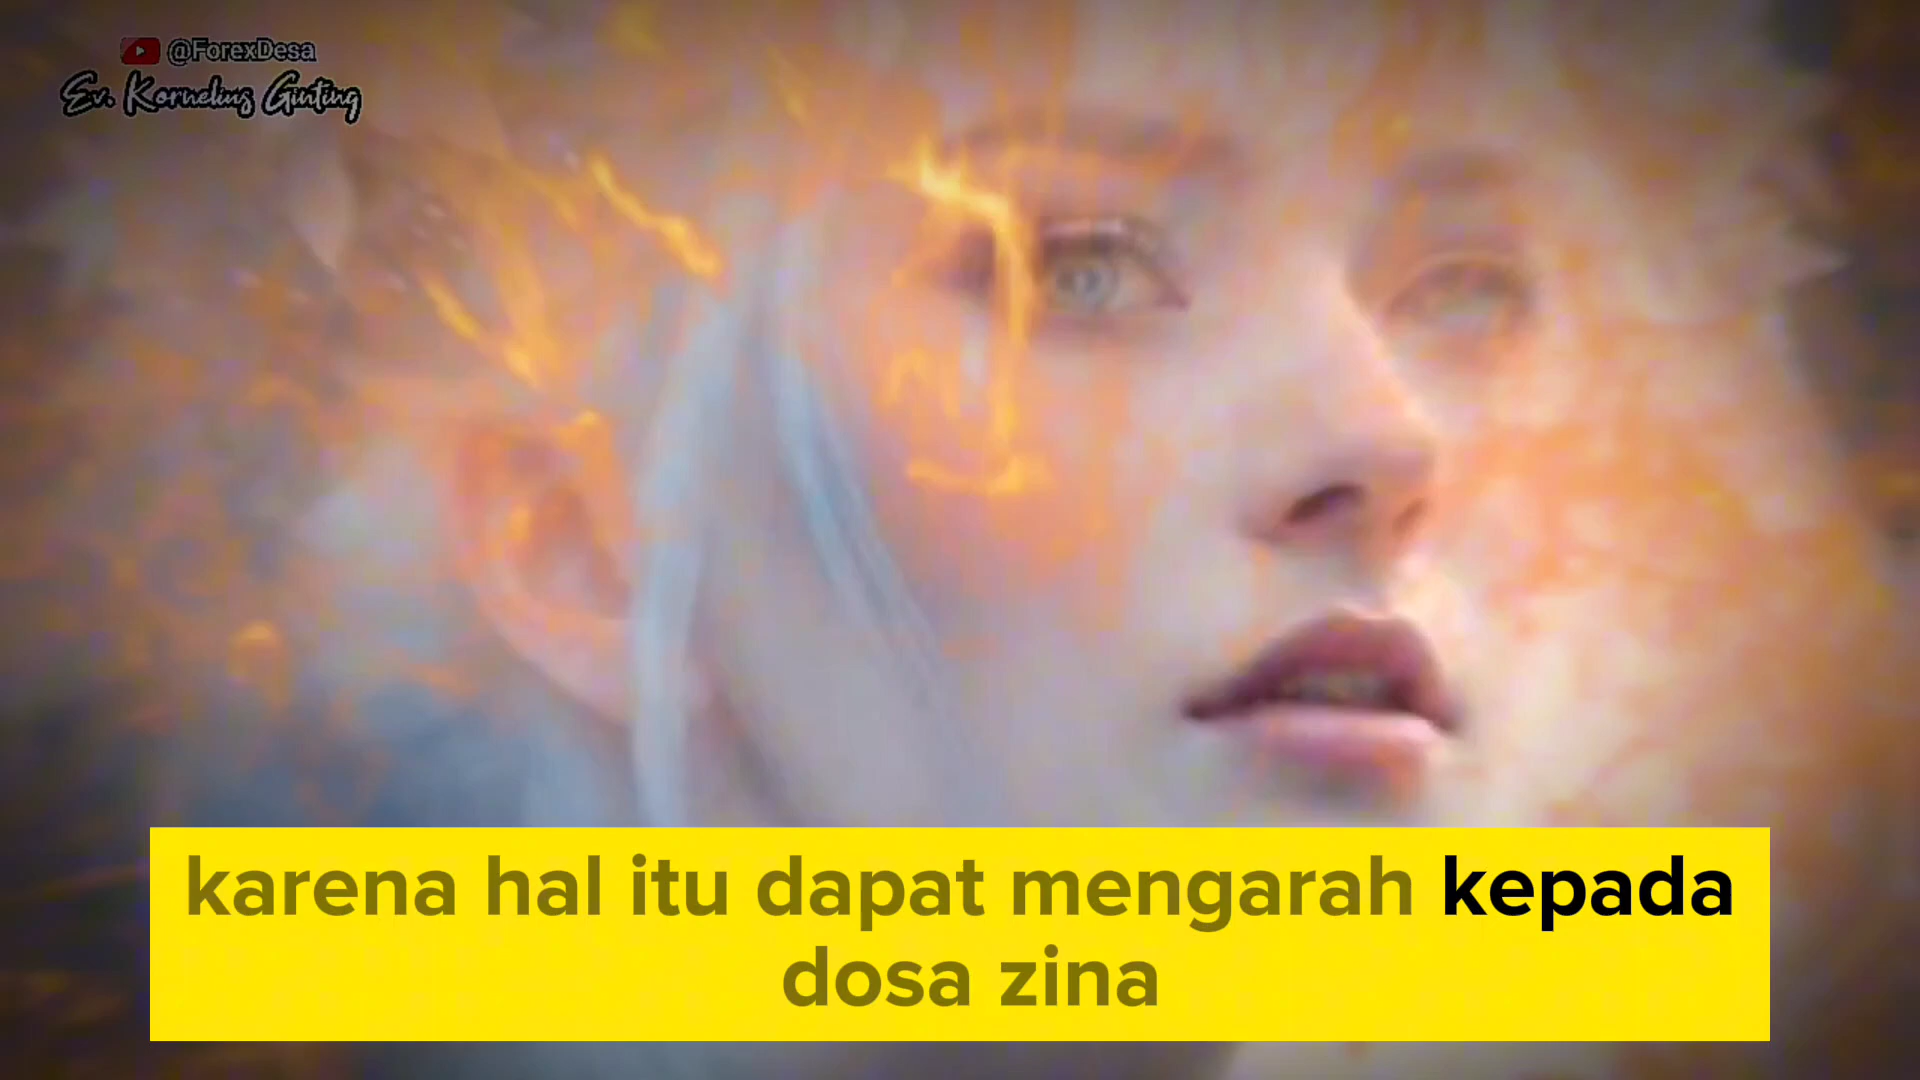 @ForexDesa
Ev. Kornelius Ginting
karena hal itu dapat mengarah kepada
dosa zina